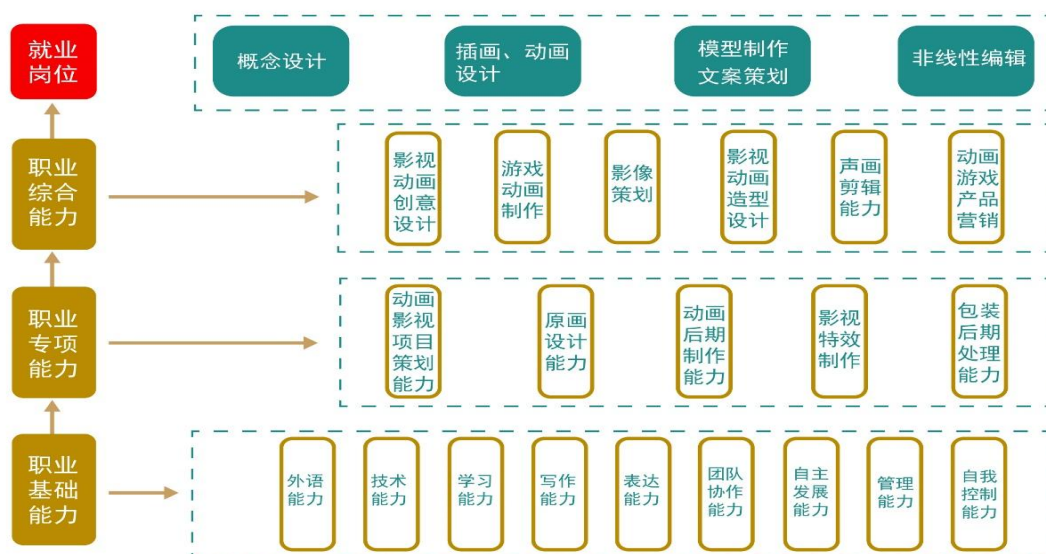 就业
岗位
概念设计
插画、动画
设计
模型制作
文案策划
非线性编辑
职业
综合
能力
影视
动画
创意
设计
游戏
动画
制作
影像
策划
影视
动画
造型
设计
声画
剪辑
能力
动画
游戏
产品
营销
职业
专项
能力
动画
影视
项目
策划
能力
原画
设计
能力
动画
后期
制作
能力
影视
特效
制作
包装
后期
处理
能力
职业
基础
能力
外语
能力
技术
能力
学习
能力
写作
能力
表达
能力
团队
协作
能力
自主
发展
能力
管理
能力
自我
控制
能力